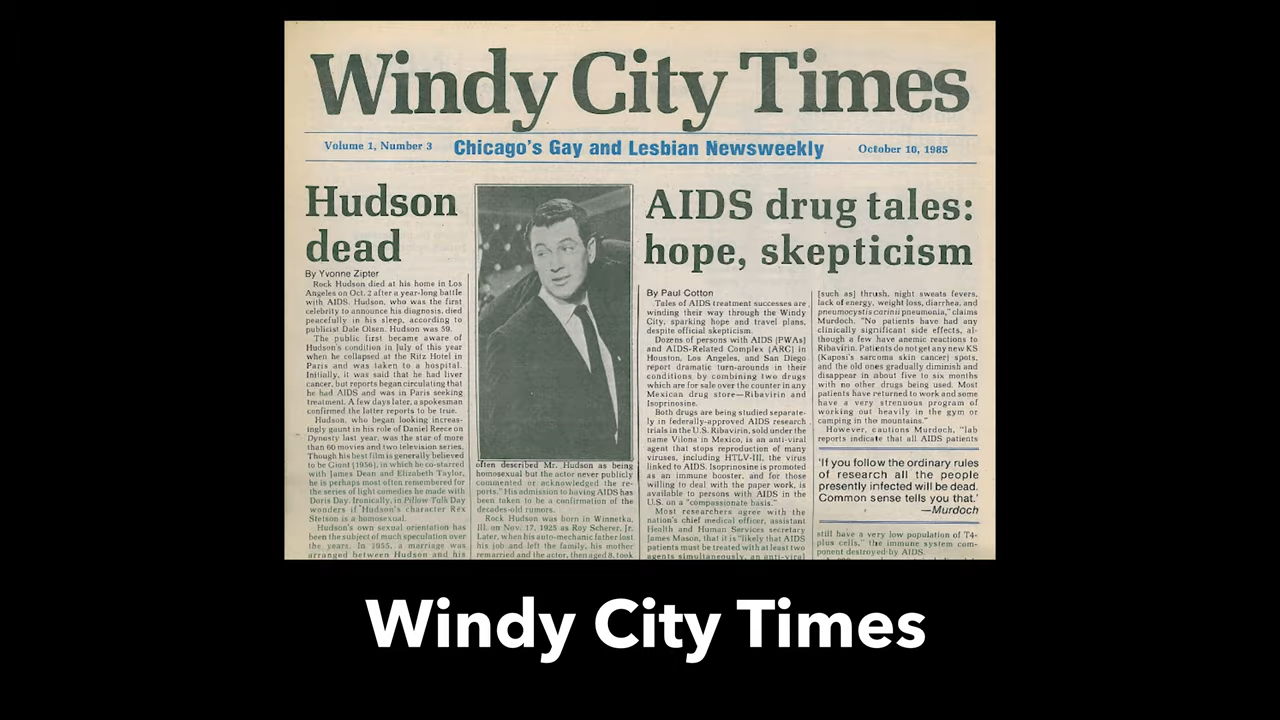 Windy City Times
Volume 1, Number 3
Chicago's Gay and Lesbian Newsweekly
October 10, 1985
Hudson
dead
By Yvonne Zipter
Rock Hudson died at his home in Los
Angeles on Oct. 2 after a year-long battle
with AIDS. Hudson, who was the first
celebrity to announce his diagnosis, died
peacefully in his sleep, according to
publicist Dale Olsen. Hudson was 59.
The public first became aware of
Hudson's condition in July of this year
when he collapsed at the Ritz Hotel in
Paris and was taken to a hospital.
Initially, it was said that he had liver
cancer, but reports began circulating that
he had AIDS and was in Paris seeking
treatment. A few days later, a spokesman
confirmed the latter reports to be true.
Hudson, who began looking increas-
ingly gaunt in his role of Daniel Reece on
Dynasty last year, was the star of more
than 60 movies and two television series.
Though his best film is generally believed
to be Giant (1956), in which he co-starred
with James Dean and Elizabeth Taylor,
he is perhaps most often remembered for
the series of light comedies he made with
Doris Day. Ironically, in Pillow Talk Day
wonders if Hudson's character Rex
Stetson is a homosexual.
Hudson's own sexual orientation has
been the subject of much speculation over
the years. In 1955, a marriage was
arranged between Hudson and his
often described Mr. Hudson as being
homosexual but the actor never publicly
commented or acknowledged the re-
ports." His admission to having AIDS has
been taken to be a confirmation of the
decades-old rumors.
Rock Hudson was born in Winnetka,
Ill. on Nov. 17, 1925 as Roy Scherer, Jr.
Later, when his auto-mechanic father lost
his job and left the family, his mother
remarried and the actor, then aged 8, took
AIDS drug tales:
hope, skepticism
By Paul Cotton
Tales of AIDS treatment successes are
winding their way through the Windy
City, sparking hope and travel plans,
despite official skepticism.
Dozens of persons with AIDS (PWAs)
and AIDS-Related Complex (ARC) in
Houston, Los Angeles, and San Diego
report dramatic turn-arounds in their
conditions by combining two drugs
which are for sale over the counter in any
Mexican drug store—Ribavirin and
Isoprinosine.
Both drugs are being studied separate-
ly in federally-approved AIDS research
trials in the U.S. Ribavirin, sold under the
name Vilona in Mexico, is an anti-viral
agent that stops reproduction of many
viruses, including HTLV-III, the virus
linked to AIDS. Isoprinosine is promoted
as an immune booster, and for those
willing to deal with the paper work, is
available to persons with AIDS in the
U.S. on a "compassionate basis."
Most researchers agree with the
nation's chief medical officer, assistant
Health and Human Services secretary
James Mason, that it is "likely that AIDS
patients must be treated with at least two
agents simultaneously, an anti-viral
[such as] thrush, night sweats fevers,
lack of energy, weight loss, diarrhea, and
pneumocystis carinii pneumonia," claims
Murdoch. "No patients have had any
clinically significant side effects, al-
though a few have anemic reactions to
Ribavirin. Patients do not get any new KS
(Kaposi's sarcoma skin cancer) spots,
and the old ones gradually diminish and
disappear in about five to six months
with no other drugs being used. Most
patients have returned to work and some
have a very strenuous program of
working out heavily in the gym or
camping in the mountains."
However, cautions Murdoch, "lab
reports indicate that all AIDS patients
'If you follow the ordinary rules
of research all the people
presently infected will be dead.
Common sense tells you that.'
—Murdoch
still have a very low population of T4-
plus cells," the immune system com-
ponent destroyed by AIDS.
Windy City Times